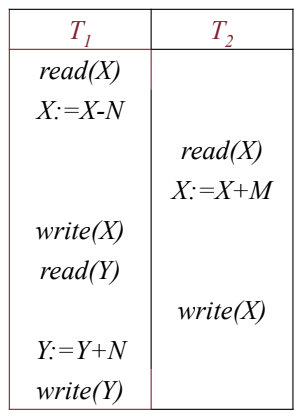 T1 T2
read(X)
X:=X-N
read(X)
X:=X+M
write(X)
read(Y)
write(X)
Y:=Y+N
write(Y)